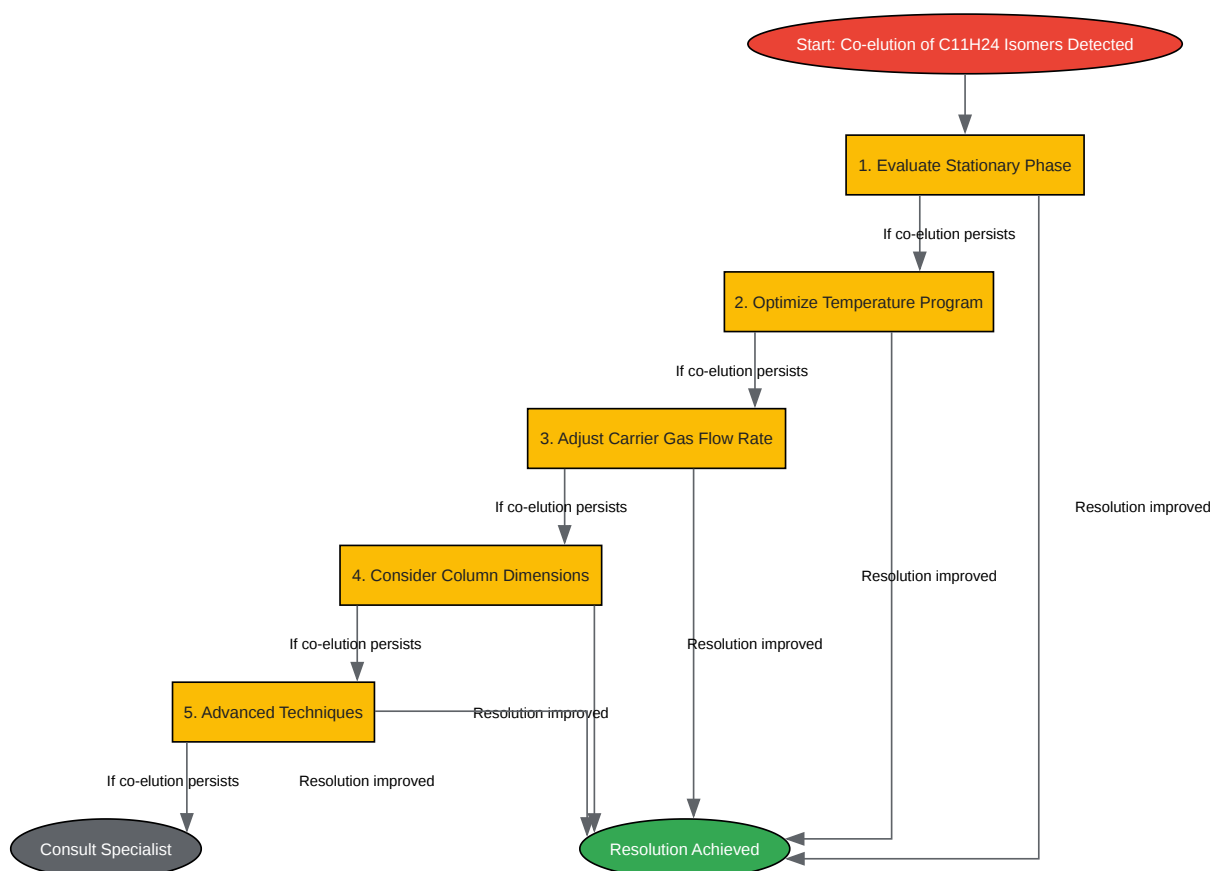 Start: Co-elution of C11H24 Isomers Detected
1. Evaluate Stationary Phase
If co-elution persists
2. Optimize Temperature Program
If co-elution persists
3. Adjust Carrier Gas Flow Rate
If co-elution persists
Resolution improved
4. Consider Column Dimensions
Resolution improved
If co-elution persists
Resolution improved
5. Advanced Techniques
Resolution improved
If co-elution persists
Resolution improved
Consult Specialist
Resolution Achieved